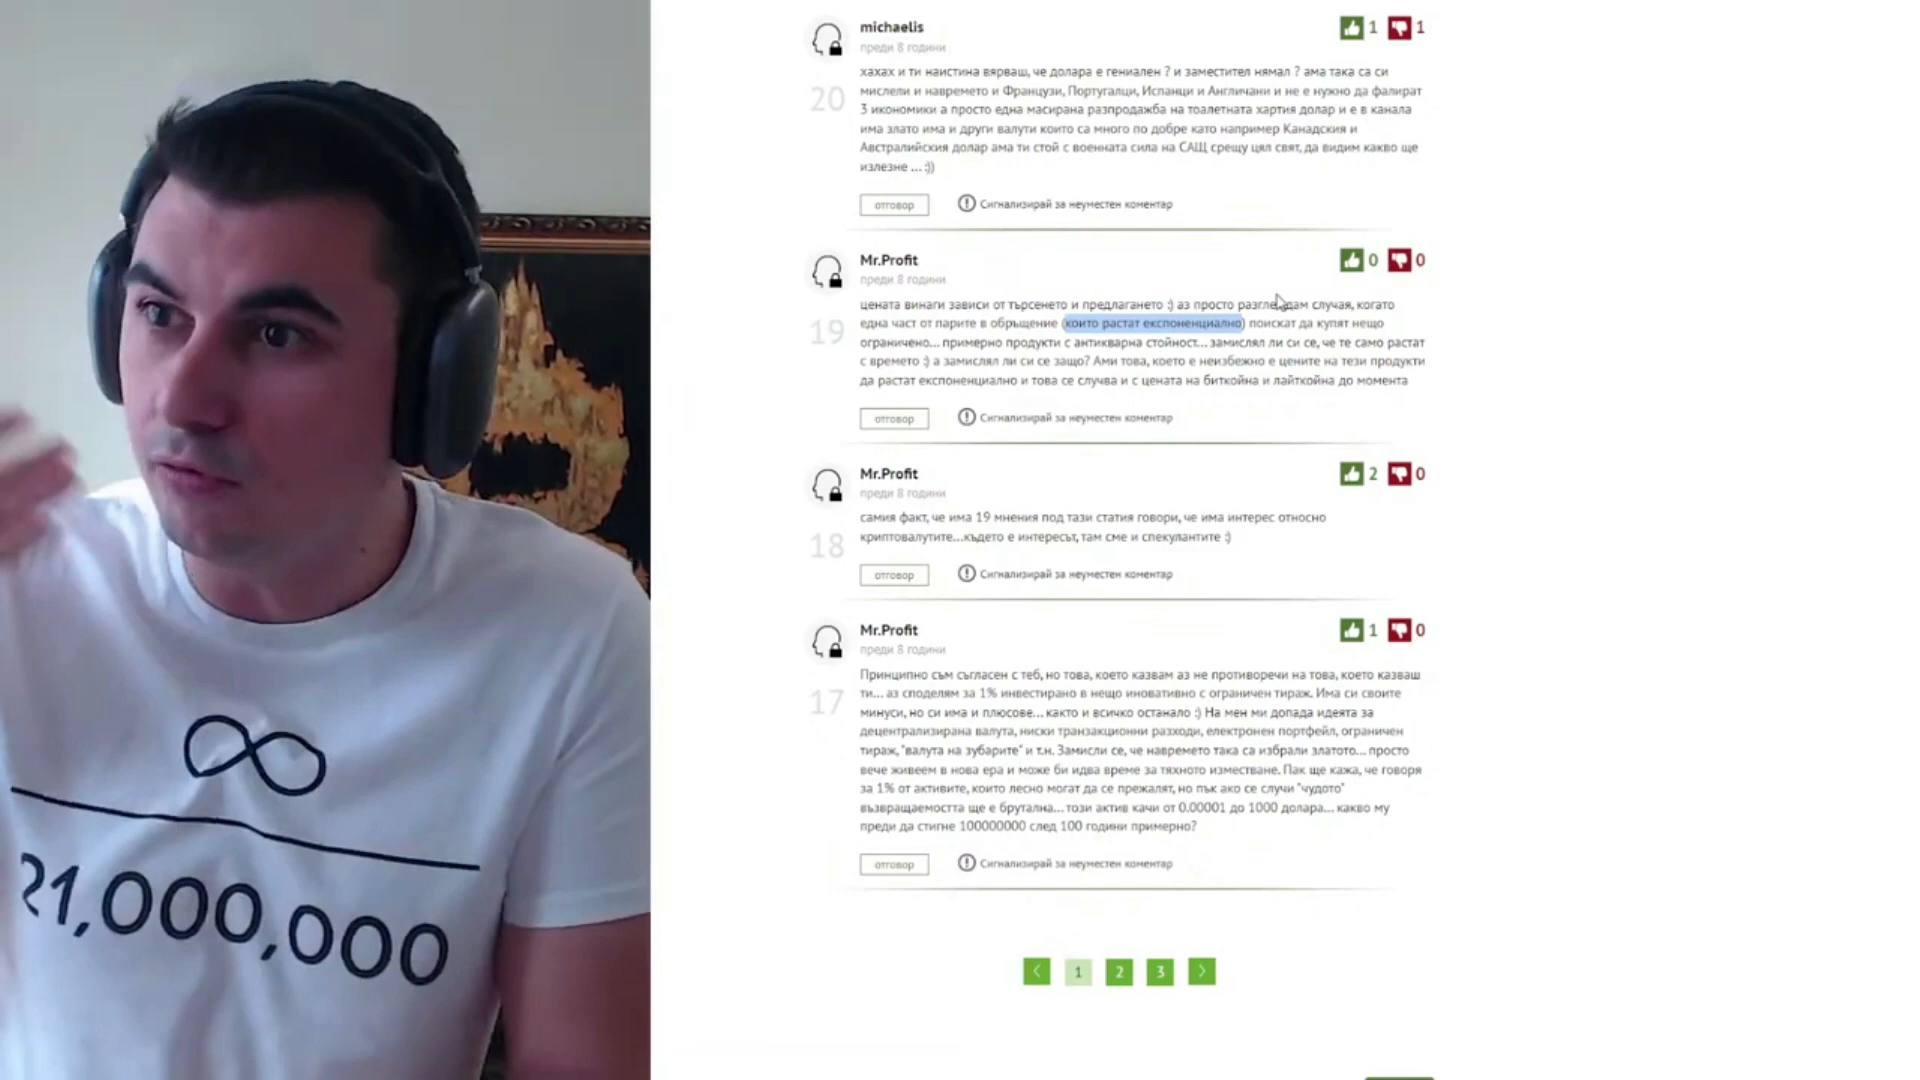 ∞
21,000,000
michaelis
1
1
преди 8 години
20
хахах и ти наистина вярваш, че долара е гениален ? и заместител нямал ? ама така са си
мислели и навремето и Французи, Португалци, Испанци и Англичани и не е нужно да фалират
3 икономики а просто една масирана разпродажба на тоалетната хартия долар и е в канала
има злато има и други валути които са много по добре като например Канадския и
Австралийския долар ама ти стой с военната сила на САЩ срещу цял свят, да видим какво ще
излезне ... :))
отговор
Сигнализирай за неуместен коментар
Mr.Profit
0
0
преди 8 години
19
цената винаги зависи от търсенето и предлагането :) аз просто разглеждам случая, когато
една част от парите в обръщение (които растат експоненциално) поискат да купят нещо
ограничено... примерно продукти с антикварна стойност... замислял ли си се, че те само растат
с времето :) а замислял ли си се защо? Ами това, което е неизбежно е цените на тези продукти
да растат експоненциално и това се случва и с цената на биткойна и лайткойна до момента
отговор
Сигнализирай за неуместен коментар
Mr.Profit
2
0
преди 8 години
18
самия факт, че има 19 мнения под тази статия говори, че има интерес относно
криптовалутите...където е интересът, там сме и спекулантите :)
отговор
Сигнализирай за неуместен коментар
Mr.Profit
1
0
преди 8 години
17
Принципно съм съгласен с теб, но това, което казвам аз не противоречи на това, което казваш
ти... аз споделям за 1% инвестирано в нещо иновативно с ограничен тираж. Има си своите
минуси, но си има и плюсове... както и всичко останало :) На мен ми допада идеята за
децентрализирана валута, ниски транзакционни разходи, електронен портфейл, ограничен
тираж, "валута на зубарите" и т.н. Замисли се, че навремето така са избрали златото... просто
вече живеем в нова ера и може би идва време за тяхното изместване. Пак ще кажа, че говоря
за 1% от активите, които лесно могат да се прежалят, но пък ако се случи "чудото"
възвращаемостта ще е брутална... този актив качи от 0.00001 до 1000 долара... какво му
преди да стигне 100000000 след 100 години примерно?
отговор
Сигнализирай за неуместен коментар
1
2
3